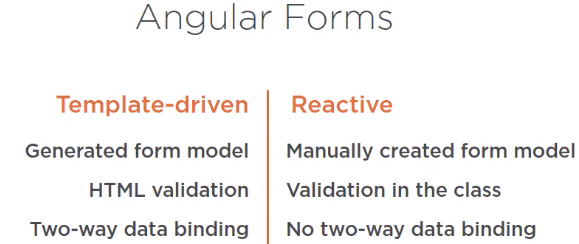 Angular Forms
Template-driven
Reactive
Generated form model
Manually created form model
HTML validation
Validation in the class
Two-way data binding
No two-way data binding